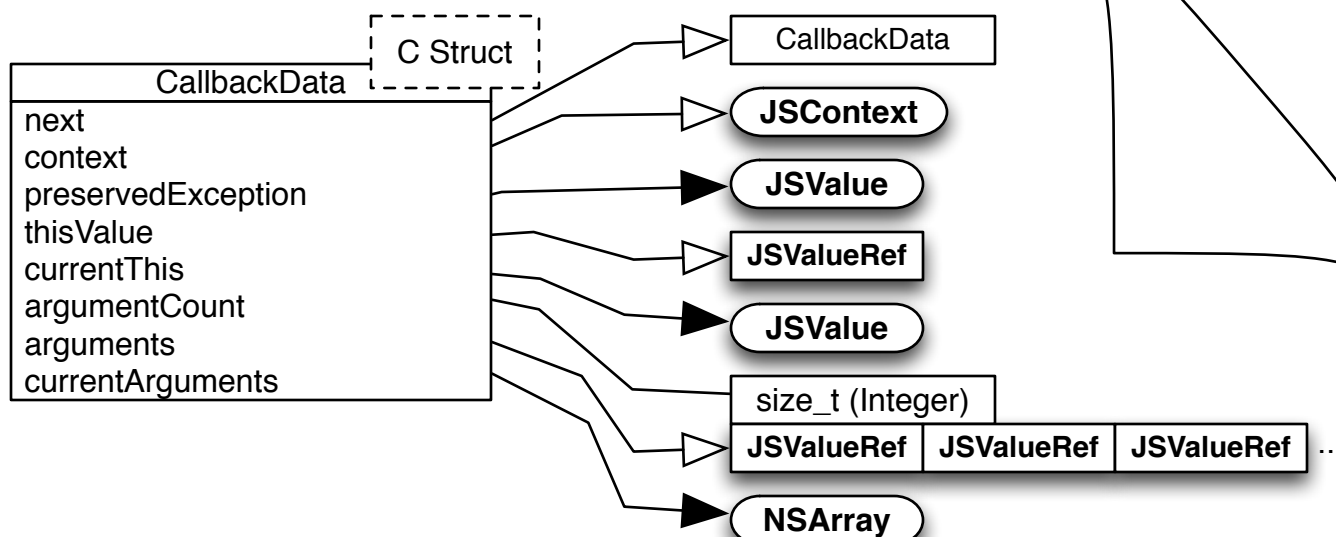 C Struct
CallbackData
next
context
preservedException
thisValue
currentThis
argumentCount
arguments
currentArguments
CallbackData
JSContext
JSValue
JSValueRef
JSValue
size_t (Integer)
JSValueRef JSValueRef JSValueRef ...
NSArray